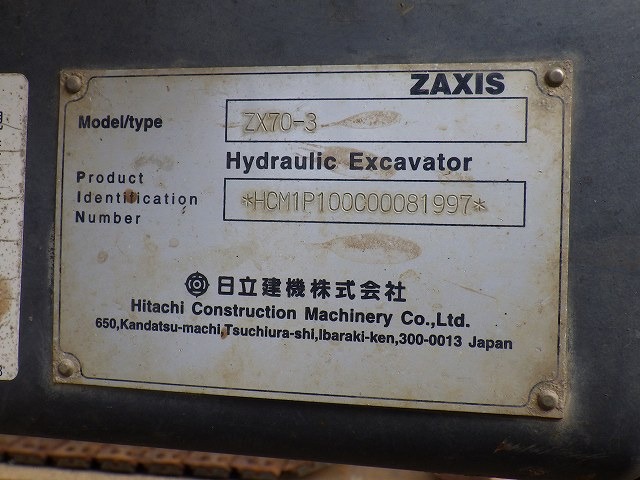 ZAXIS
Model/type
ZX70-3
Hydraulic Excavator
Product
Identification
Number
*HCM1P100C00081997*
日立建機株式会社
Hitachi Construction Machinery Co.,Ltd.
650,Kandatsu-machi,Tsuchiura-shi,Ibaraki-ken,300-0013 Japan